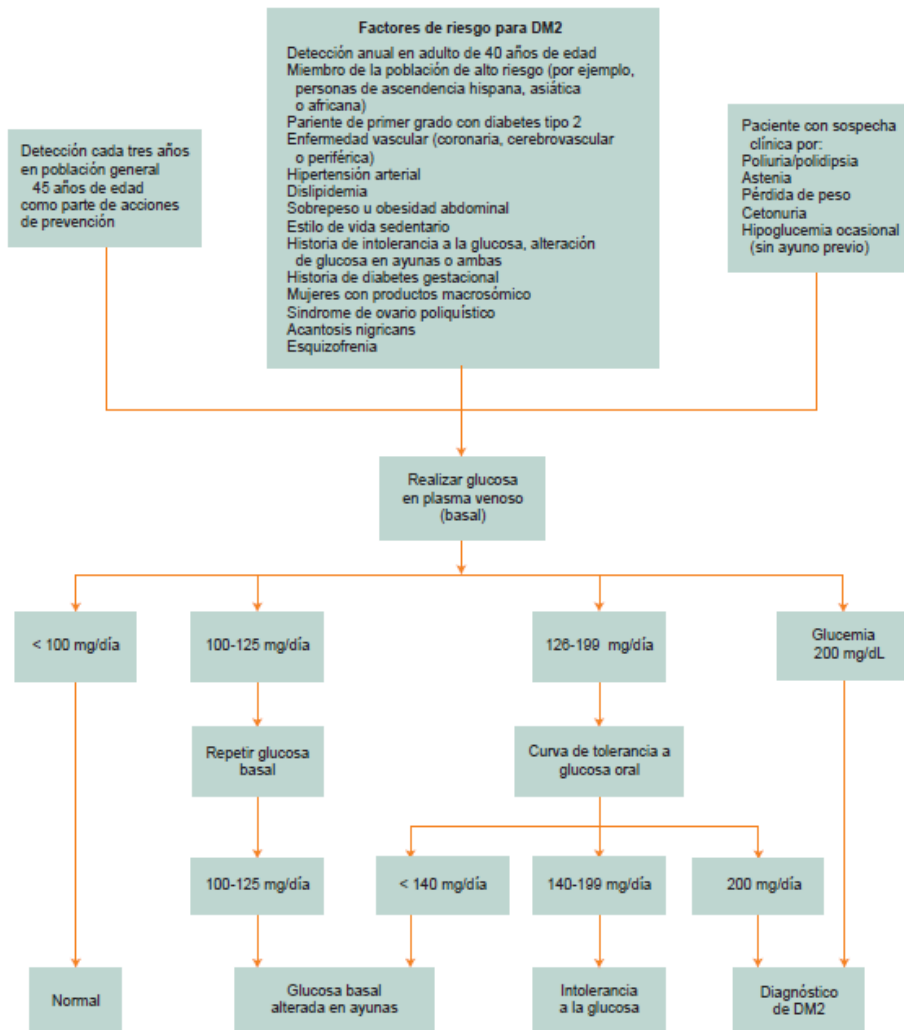 Factores de riesgo para DM2
Detección anual en adulto de 40 años de edad
Miembro de la población de alto riesgo (por ejemplo,
personas de ascendencia hispana, asiática
o africana)
Pariente de primer grado con diabetes tipo 2
Enfermedad vascular (coronaria, cerebrovascular
o periférica)
Hipertensión arterial
Dislipidemia
Sobrepeso u obesidad abdominal
Estilo de vida sedentario
Historia de intolerancia a la glucosa, alteración
de glucosa en ayunas o ambas
Historia de diabetes gestacional
Mujeres con productos macrosómico
Sindrome de ovario poliquístico
Acantosis nigricans
Esquizofrenia
Detección cada tres años
en población general
45 años de edad
como parte de acciones
de prevención
Paciente con sospecha
clínica por:
Poliuria/polidipsia
Astenia
Pérdida de peso
Cetonuria
Hipoglucemia ocasional
(sin ayuno previo)
Realizar glucosa
en plasma venoso
(basal)
< 100 mg/día
100-125 mg/día
126-199 mg/día
Glucemia
200 mg/dL
Repetir glucosa
basal
Curva de tolerancia a
glucosa oral
100-125 mg/día
< 140 mg/día
140-199 mg/día
200 mg/día
Normal
Glucosa basal
alterada en ayunas
Intolerancia
a la glucosa
Diagnóstico
de DM2